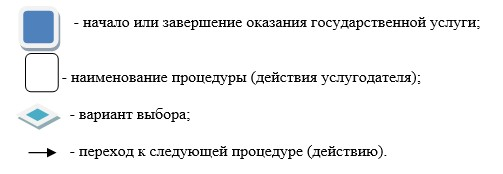 - начало или завершение оказания государственной услуги;
- наименование процедуры (действия услугодателя);
- вариант выбора;
- переход к следующей процедуре (действию).